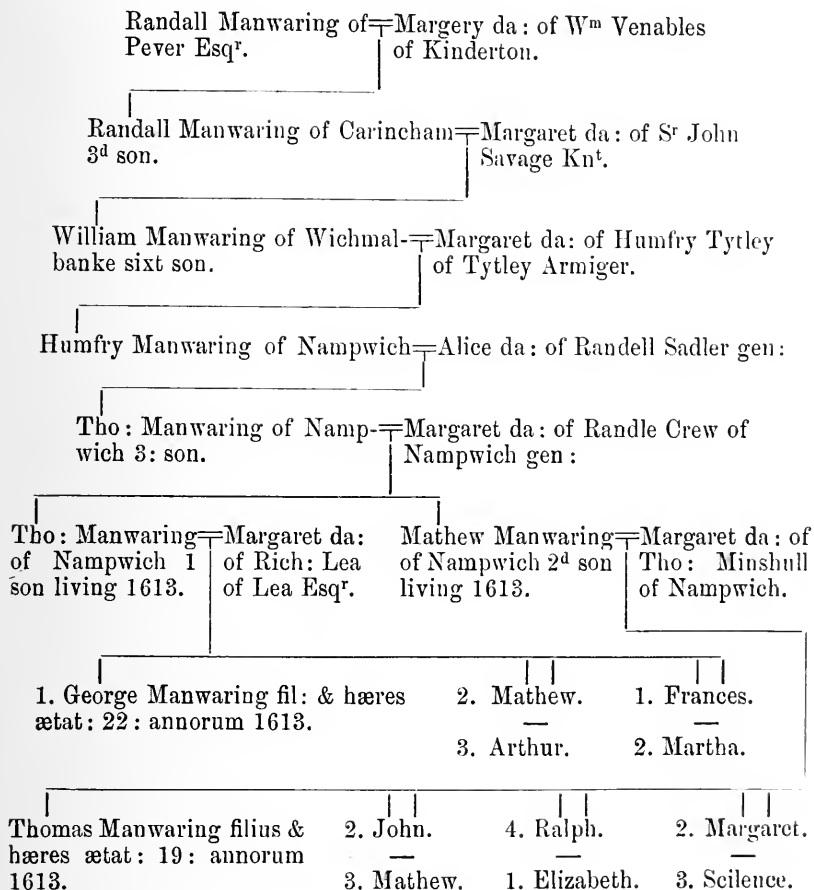 Randall Manwaring of Margery da: of Wᵐ Venables
Pever Esqʳ. of Kinderton.
Randall Manwaring of Carincham Margaret da: of Sʳ John
3ᵈ son. Savage Knᵗ.
William Manwaring of Wichmal- Margaret da: of Humfry Tytley
banke sixt son. of Tytley Armiger.
Humfry Manwaring of Nampwich Alice da: of Randell Sadler gen:
Tho: Manwaring of Namp- Margaret da: of Randle Crew of
wich 3: son. Nampwich gen:
Tho: Manwaring Margaret da:
of Nampwich 1 of Rich: Lea
son living 1613. of Lea Esqʳ.
Mathew Manwaring Margaret da: of
of Nampwich 2ᵈ son Tho: Minshull
living 1613. of Nampwich.
1. George Manwaring fil: & hæres
ætat: 22: annorum 1613.
2. Mathew.
—
3. Arthur.
1. Frances.
—
2. Martha.
Thomas Manwaring filius &
hæres ætat: 19: annorum
1613.
2. John.
—
3. Mathew.
4. Ralph.
—
1. Elizabeth.
2. Margaret.
—
3. Scilence.